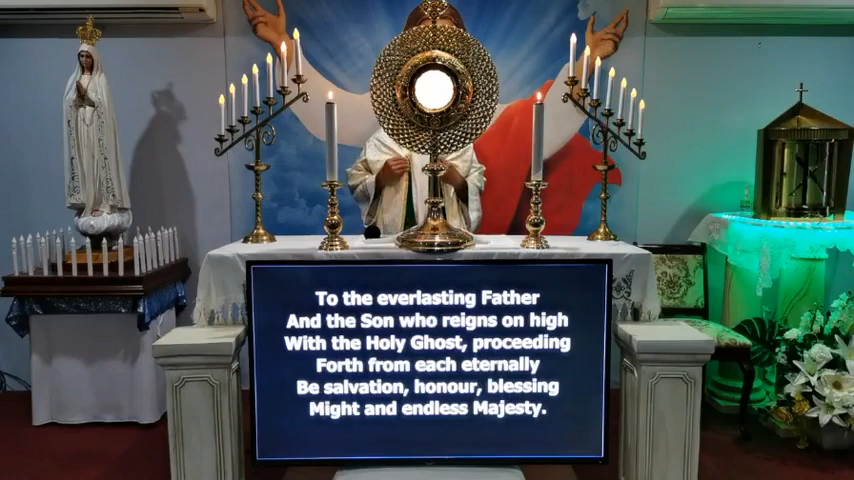 To the everlasting Father
And the Son who reigns on high
With the Holy Ghost, proceeding
Forth from each eternally
Be salvation, honour, blessing
Might and endless Majesty.